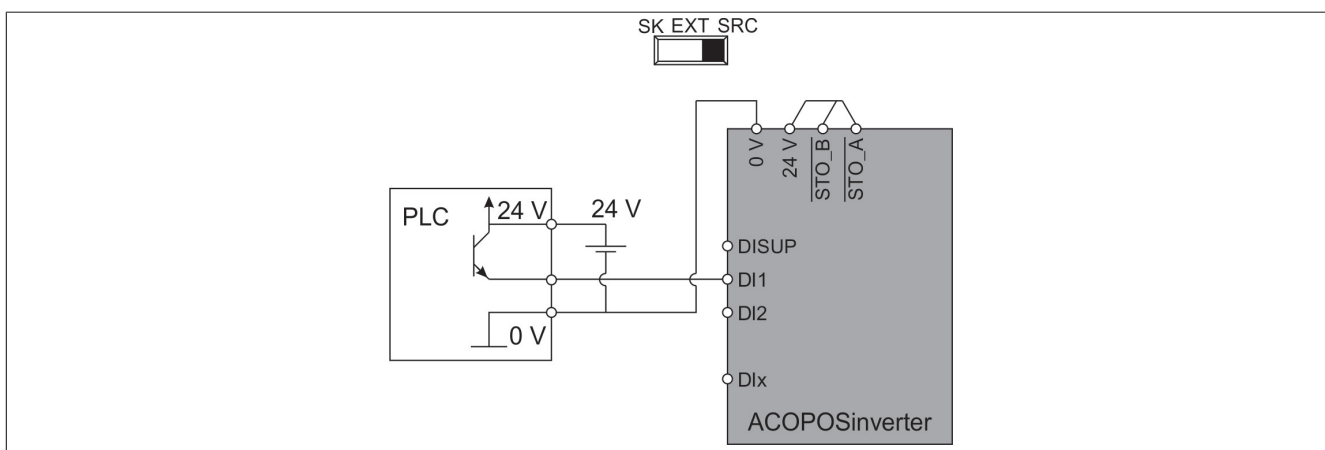 SK EXT SRC
0 V
24 V
STO_B
STO_A
PLC
24 V
24 V
DISUP
DI1
DI2
0 V
DIx
ACOPOSinverter